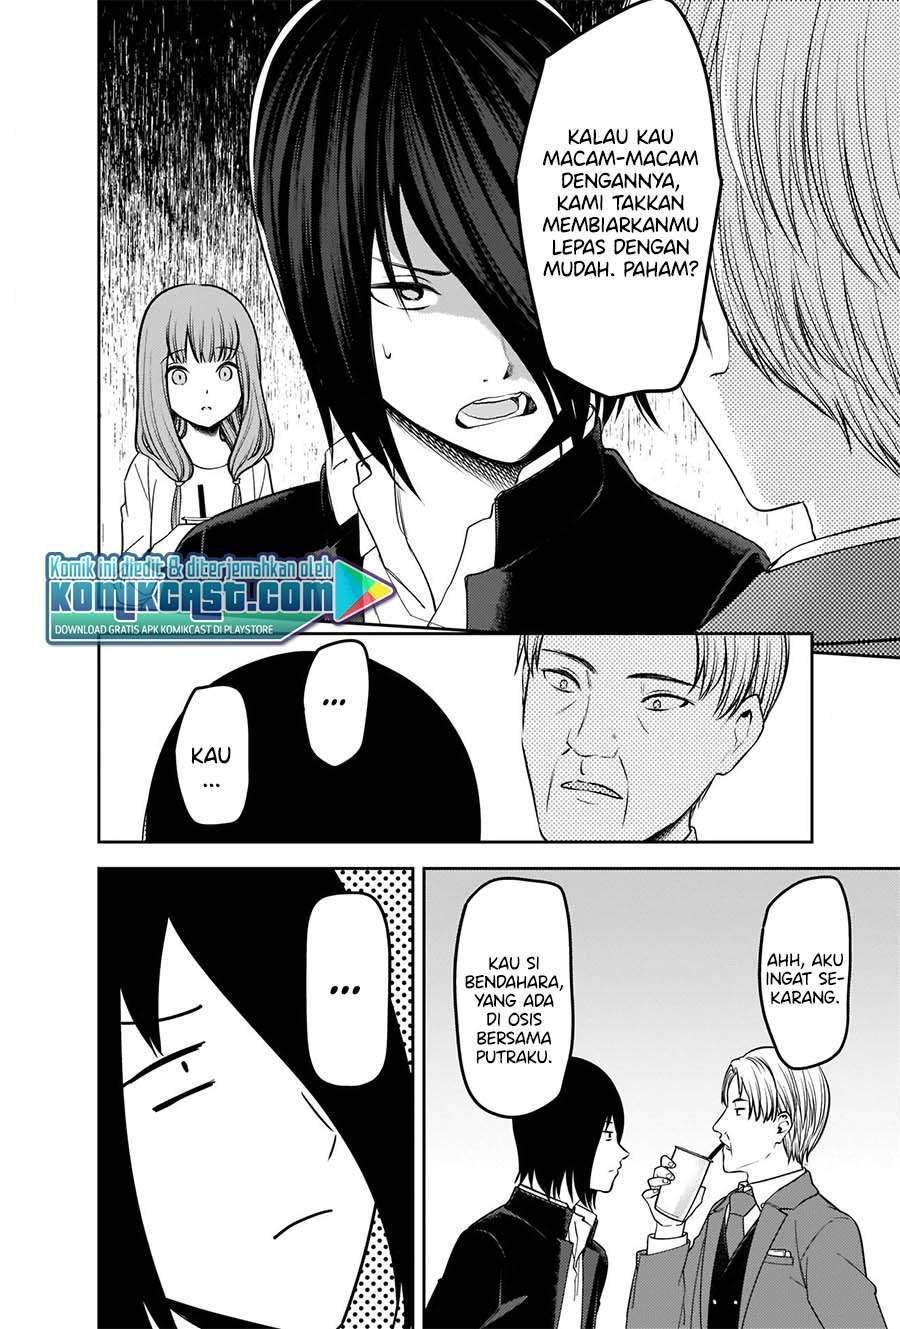 KALAU KAU
MACAM-MACAM
DENGANNYA,
KAMI TAKKAN
MEMBIARKANMU
LEPAS DENGAN
MUDAH. PAHAM?
Komik ini diedit & diterjemahkan oleh
KOMIKCAST.COM
DOWNLOAD GRATIS APK KOMIKCAST DI PLAYSTORE
...
KAU
...
AHH, AKU
INGAT SE-
KARANG.
KAU SI
BENDAHARA,
YANG ADA
DI OSIS
BERSAMA
PUTRAKU.
...